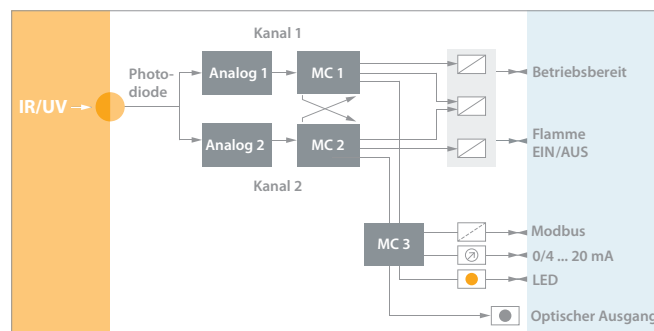 Kanal 1
Photo-
diode
Analog 1
MC 1
Betriebsbereit
IR/UV
Analog 2
MC 2
Flamme
EIN/AUS
Kanal 2
MC 3
Modbus
0/4 ... 20 mA
LED
Optischer Ausgang